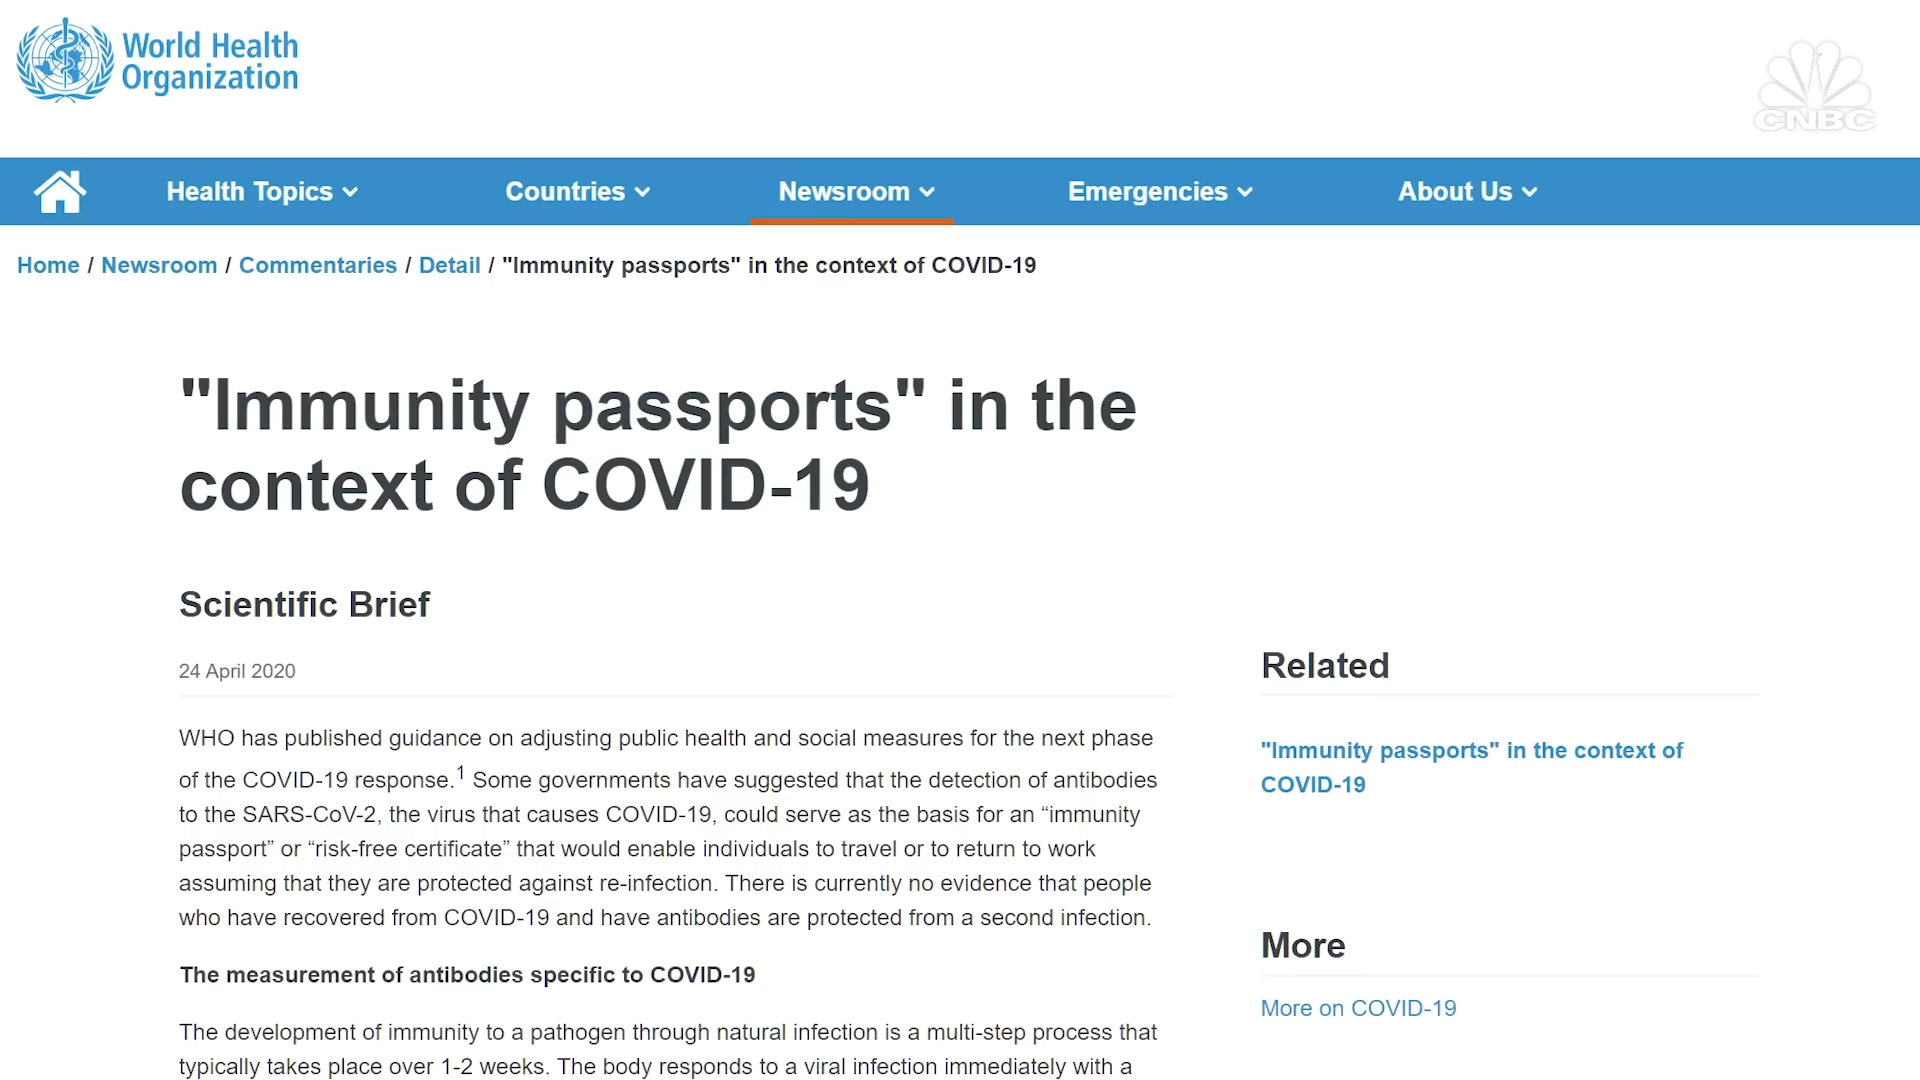 World Health
Organization
CNBC
Health Topics
Countries
Newsroom
Emergencies
About Us
Home / Newsroom / Commentaries / Detail / "Immunity passports" in the context of COVID-19
"Immunity passports" in the
context of COVID-19
Scientific Brief
24 April 2020
WHO has published guidance on adjusting public health and social measures for the next phase
of the COVID-19 response.1 Some governments have suggested that the detection of antibodies
to the SARS-CoV-2, the virus that causes COVID-19, could serve as the basis for an “immunity
passport” or “risk-free certificate” that would enable individuals to travel or to return to work
assuming that they are protected against re-infection. There is currently no evidence that people
who have recovered from COVID-19 and have antibodies are protected from a second infection.
The measurement of antibodies specific to COVID-19
The development of immunity to a pathogen through natural infection is a multi-step process that
typically takes place over 1-2 weeks. The body responds to a viral infection immediately with a
Related
"Immunity passports" in the context of
COVID-19
More
More on COVID-19